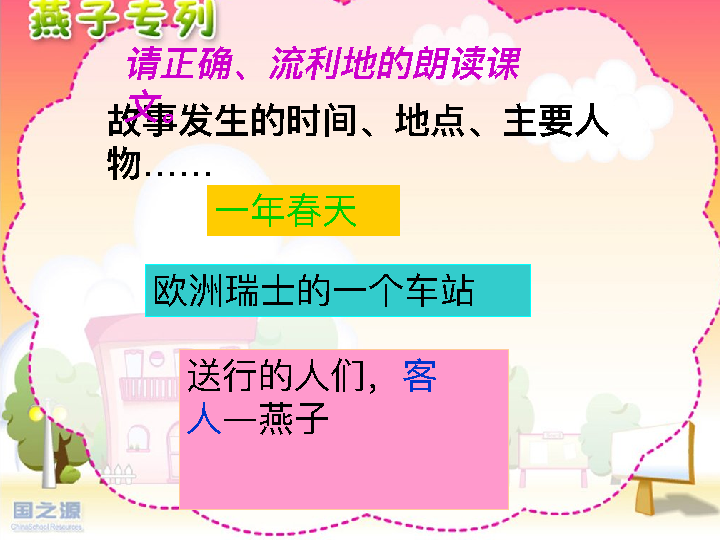 燕子专列
请正确、流利地的朗读课
文。
故事发生的时间、地点、主要人
物……
一年春天
欧洲瑞士的一个车站
送行的人们，客
人—燕子
国之源
ChinaSchool Resources